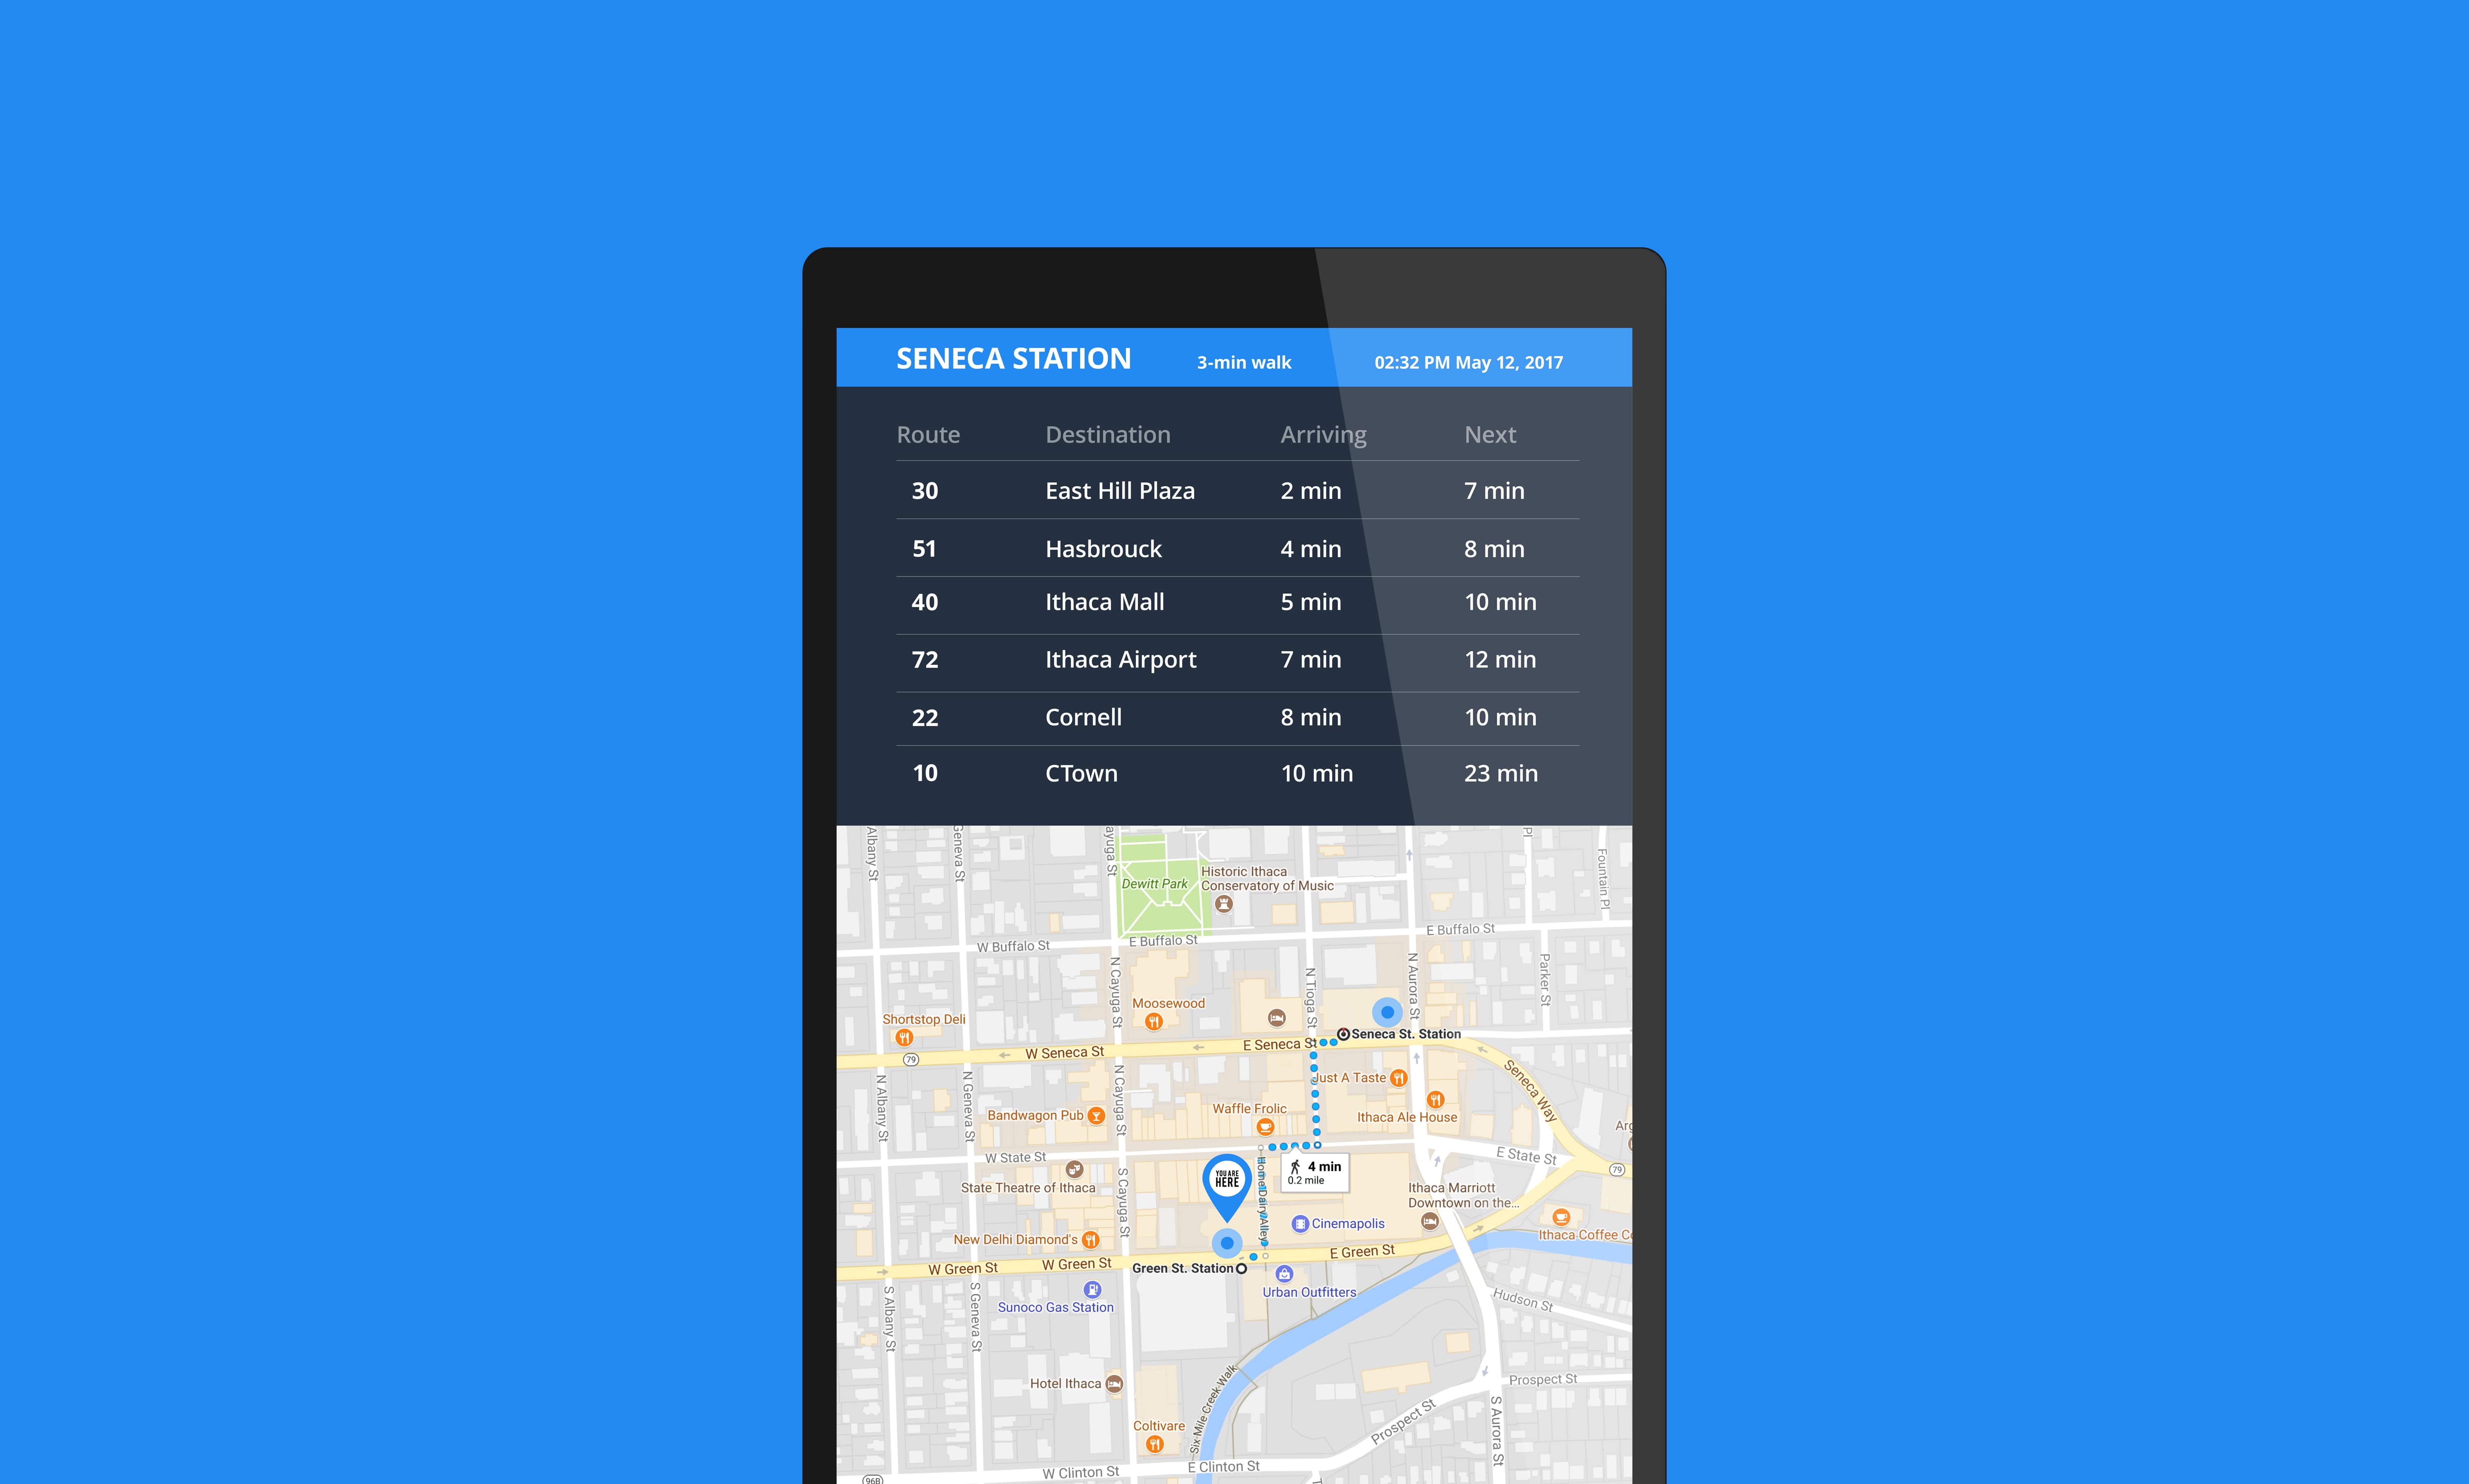 SENECA STATION 3-min walk 02:32 PM May 12, 2017
Route Destination Arriving Next
30 East Hill Plaza 2 min 7 min
51 Hasbrouck 4 min 8 min
40 Ithaca Mall 5 min 10 min
72 Ithaca Airport 7 min 12 min
22 Cornell 8 min 10 min
10 CTown 10 min 23 min
Albany St
Geneva St
ayuga St
Pl
Fountain Pl
Dewitt Park
Historic Ithaca
Conservatory of Music
W Buffalo St
E Buffalo St
E Buffalo St
N Cayuga St
N Tioga St
N Aurora St
Parker St
Moosewood
Shortstop Deli
79
W Seneca St
E Seneca St
Seneca St. Station
Seneca Way
Just A Taste
N Albany St
N Geneva St
N Cayuga St
Bandwagon Pub
Waffle Frolic
Ithaca Ale House
Arg
W State St
E State St
79
4 min
0.2 mile
YOU ARE
HERE
Home Dairy Alley
State Theatre of Ithaca
S Cayuga St
Ithaca Marriott
Downtown on the...
Cinemapolis
New Delhi Diamond's
Ithaca Coffee Co
W Green St
W Green St
E Green St
Green St. Station
Urban Outfitters
Sunoco Gas Station
S Albany St
S Geneva St
Hudson St
Hotel Ithaca
Six Mile Creek Walk
Prospect St
Prospect St
S Aurora St
Coltivare
W Clinton St
E Clinton St
96B